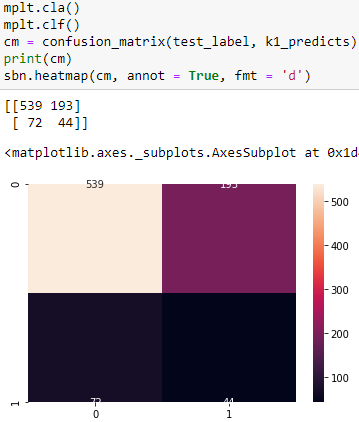 mplt.cla()
mplt.clf()
cm = confusion_matrix(test_label, k1_predicts)
print(cm)
sbn.heatmap(cm, annot = True, fmt = 'd')
[[539 193]
[ 72 44]]
<matplotlib.axes._subplots.AxesSubplot at 0x1d
0
539 193
500
400
300
200
100
1
72 44
0 1